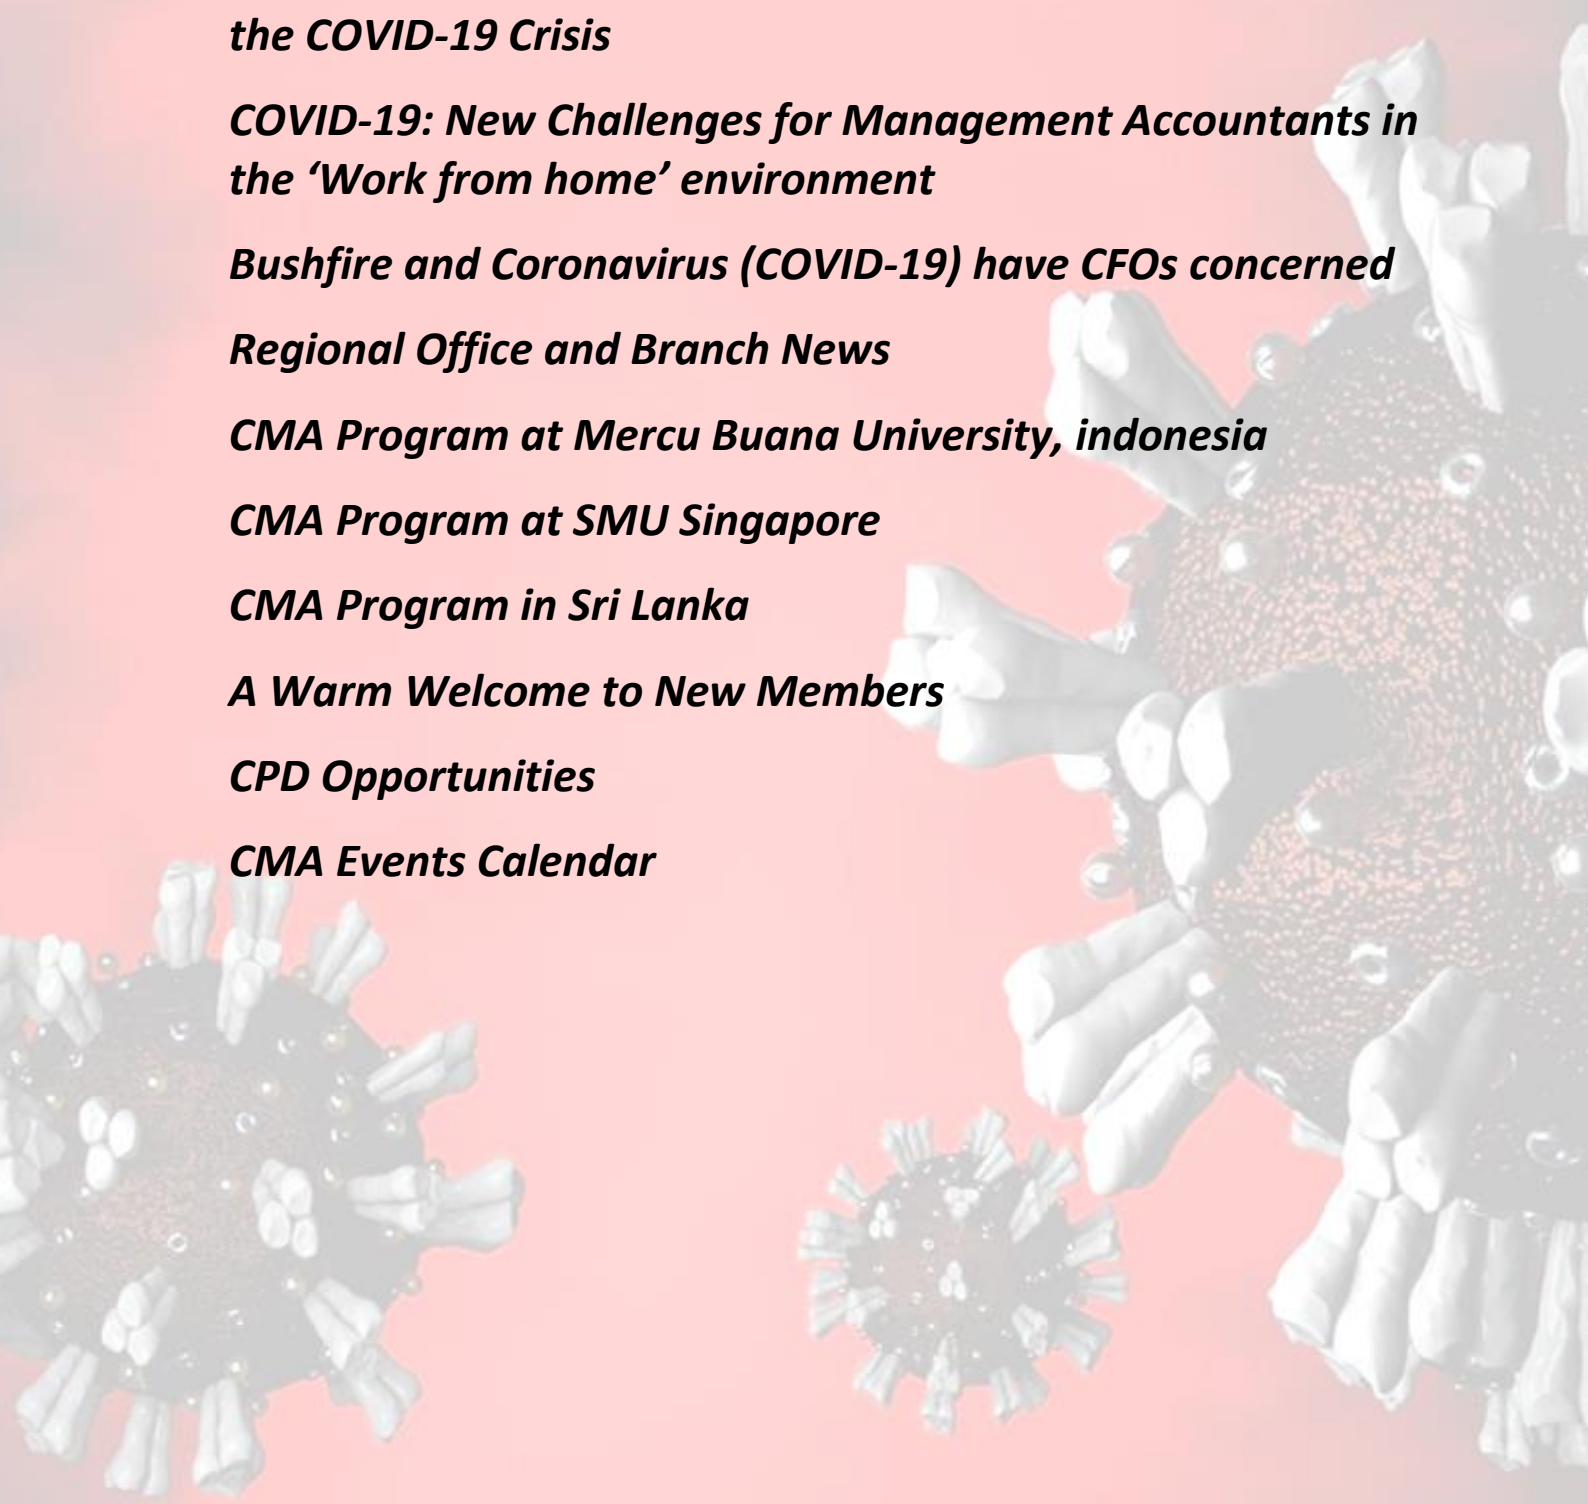 the COVID-19 Crisis
COVID-19: New Challenges for Management Accountants in
the ‘Work from home’ environment
Bushfire and Coronavirus (COVID-19) have CFOs concerned
Regional Office and Branch News
CMA Program at Mercu Buana University, indonesia
CMA Program at SMU Singapore
CMA Program in Sri Lanka
A Warm Welcome to New Members
CPD Opportunities
CMA Events Calendar